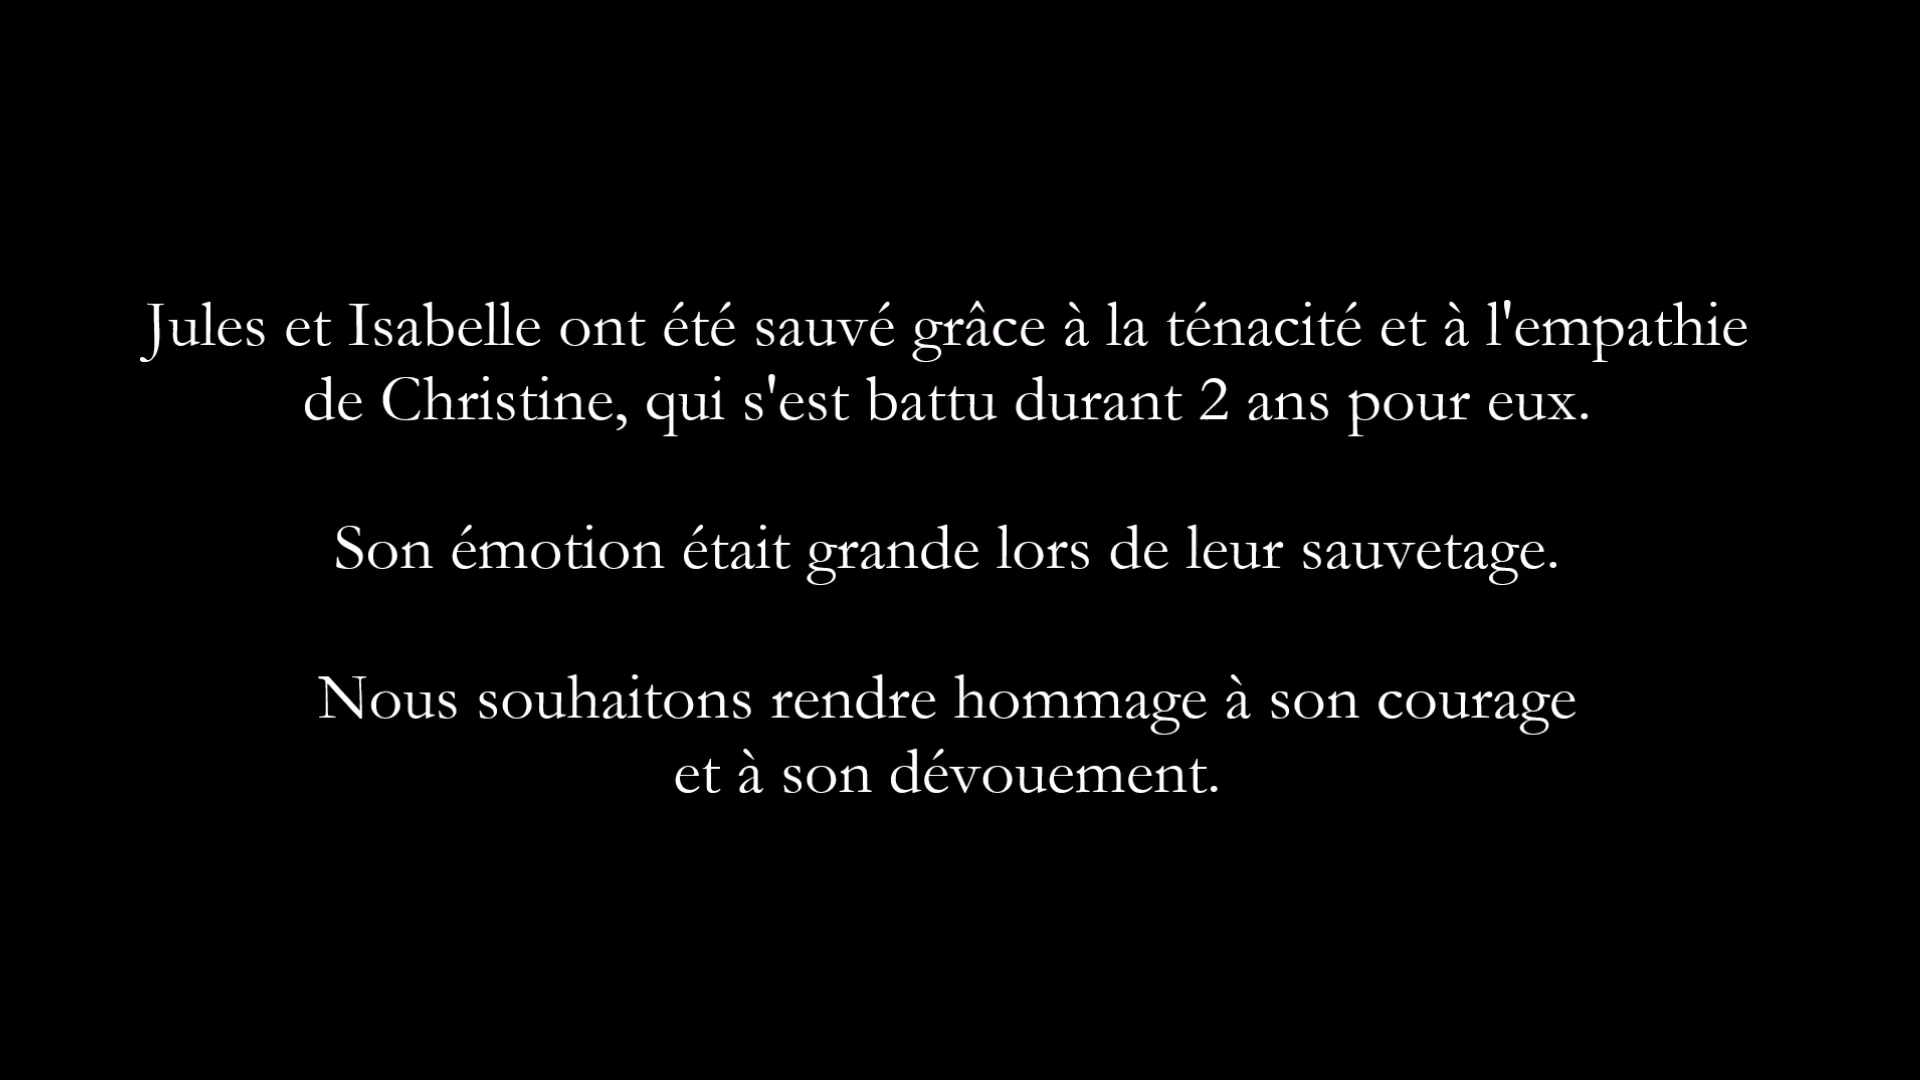 Jules et Isabelle ont été sauvé grâce à la ténacité et à l'empathie
de Christine, qui s'est battu durant 2 ans pour eux.
Son émotion était grande lors de leur sauvetage.
Nous souhaitons rendre hommage à son courage
et à son dévouement.